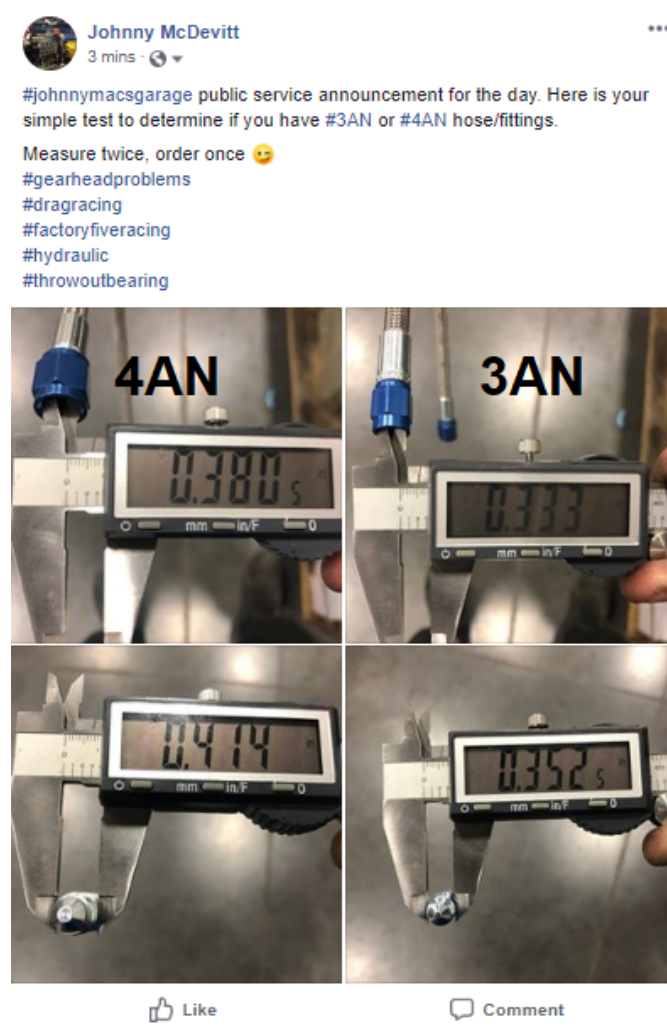 Johnny McDevitt
3 mins
#johnnymacsgarage public service announcement for the day. Here is your
simple test to determine if you have #3AN or #4AN hose/fittings.
Measure twice, order once
#gearheadproblems
#dragracing
#factoryfiveracing
#hydraulic
#throwoutbearing
4AN
3AN
0.380 S
in
mm in/F 0
0.333
mm in/F 0
0.414
in
mm in/F 0
0.352 S
mm in/F 0
Like
Comment